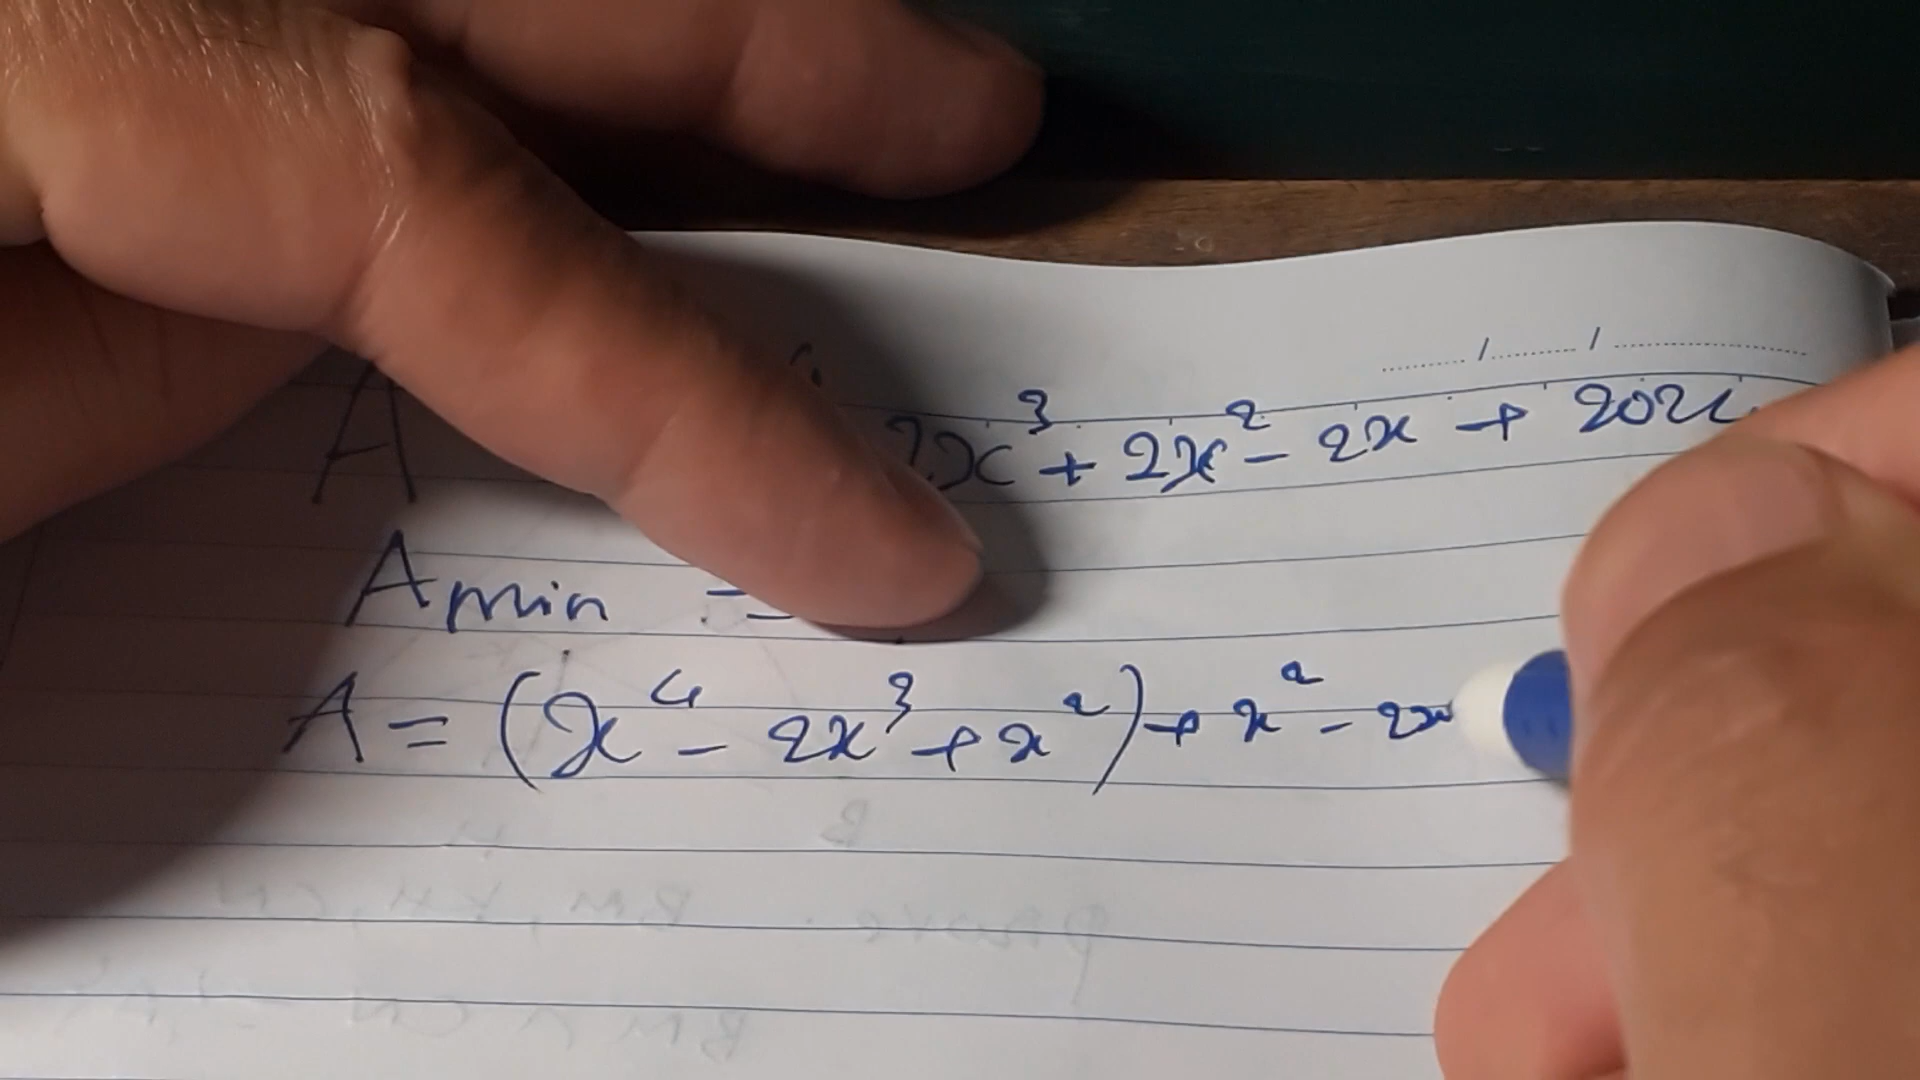 A 2x³ + 2x² - 2x + 202
Amin =
A = (x⁴ - 2x³ + x²) + x² - 2x